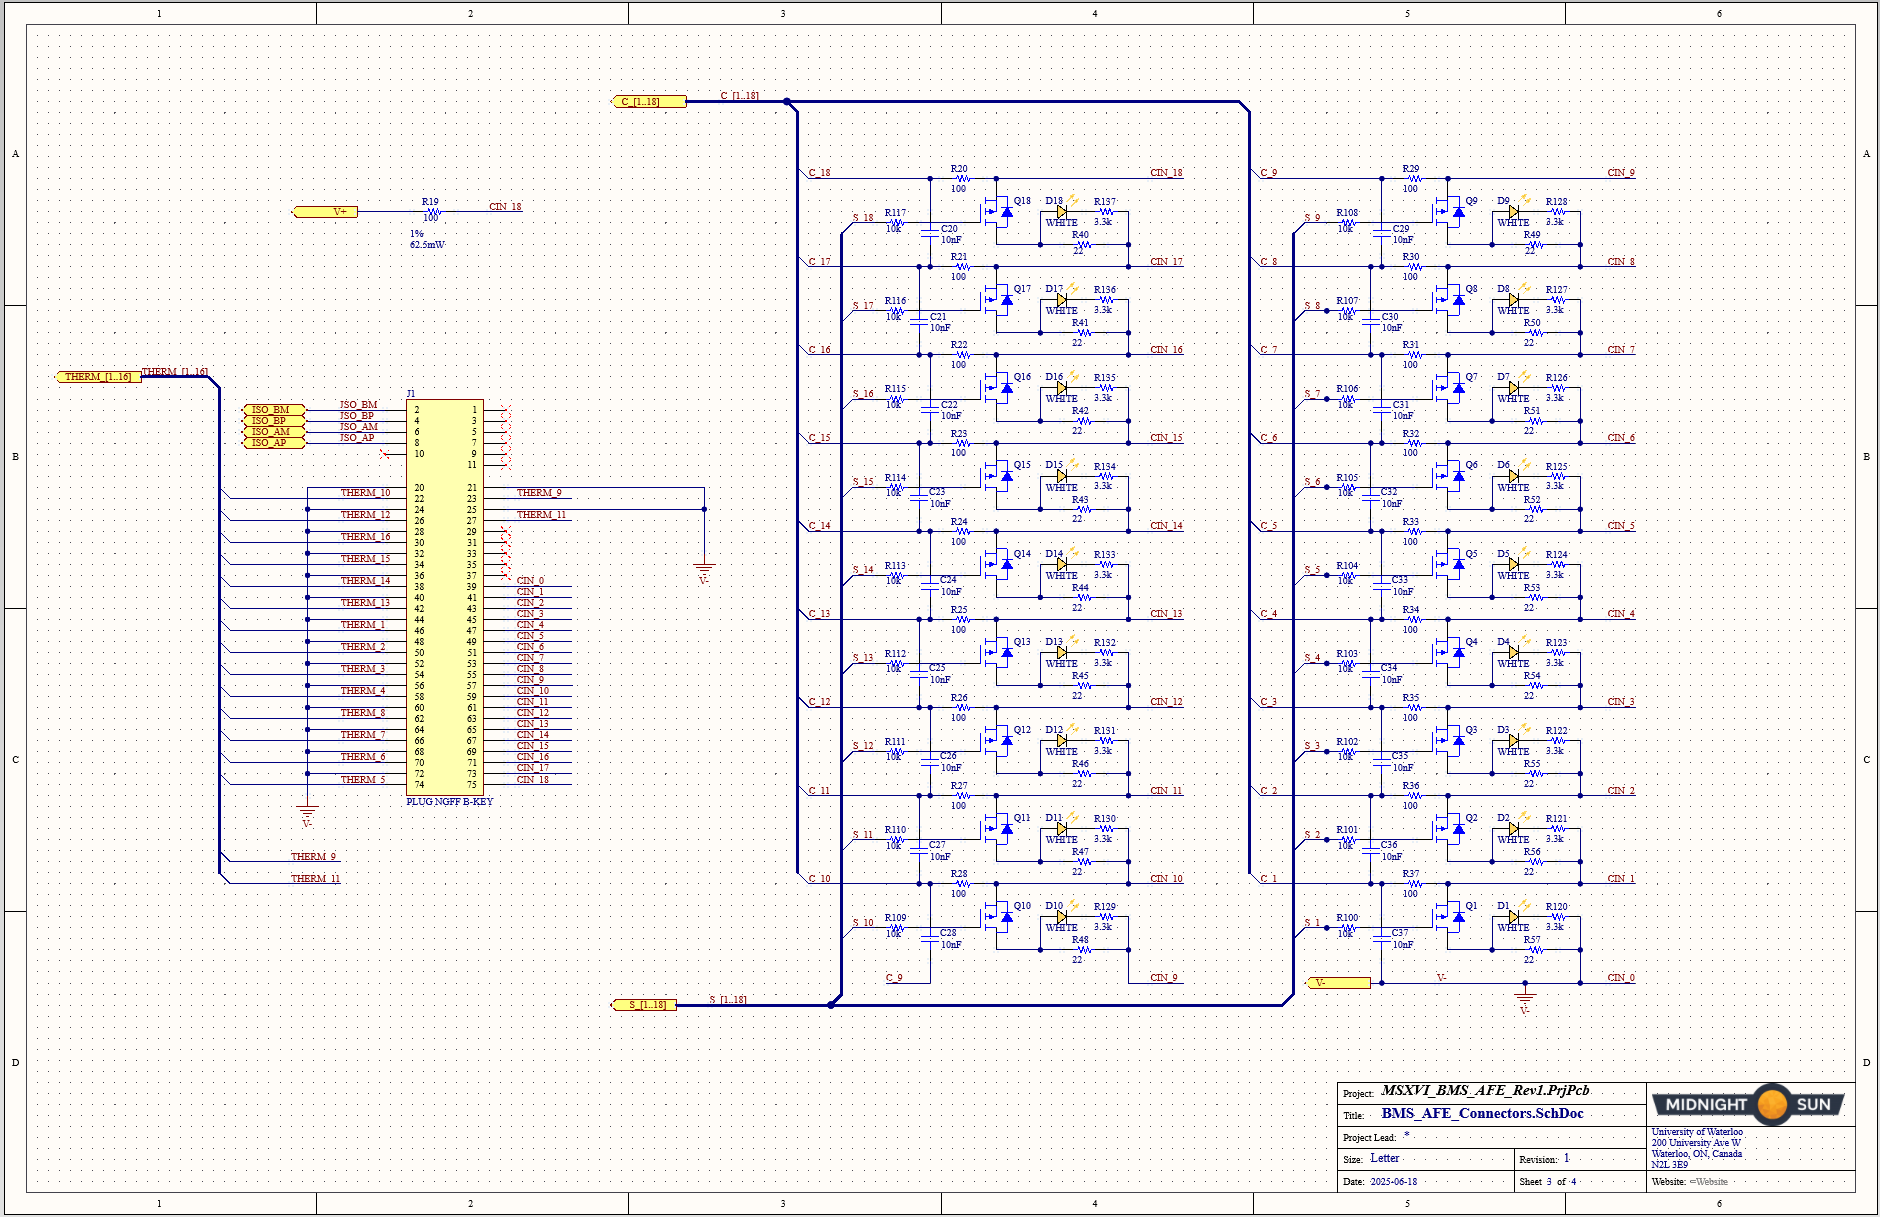 1 2 3 4 5 6
A A
B B
C C
D D
C_[1..18] C_[1..18]
V+ R19 100 CIN_18
1%
62.5mW
THERM_[1..16] THERM_[1..16]
J1
ISO_BM JSO_BM 2 1
ISO_BP JSO_BP 4 3
ISO_AM JSO_AM 6 5
ISO_AP JSO_AP 8 7
10 9
11
20 21
THERM_10 22 23 THERM_9
24 25
THERM_12 26 27 THERM_11
28 29
THERM_16 30 31
32 33
THERM_15 34 35
36 37
THERM_14 38 39 CIN_0
40 41 CIN_1
THERM_13 42 43 CIN_2
44 45 CIN_3
THERM_1 46 47 CIN_4
48 49 CIN_5
THERM_2 50 51 CIN_6
52 53 CIN_7
THERM_3 54 55 CIN_8
56 57 CIN_9
THERM_4 58 59 CIN_10
60 61 CIN_11
THERM_8 62 63 CIN_12
64 65 CIN_13
THERM_7 66 67 CIN_14
68 69 CIN_15
THERM_6 70 71 CIN_16
72 73 CIN_17
THERM_5 74 75 CIN_18
PLUG NGFF B-KEY
V-
V-
THERM_9
THERM_11
C_18 R20 100 CIN_18
S_18 R117 10k C20 10nF Q18 D18 WHITE R137 3.3k R40 22
C_17 R21 100 CIN_17
S_17 R116 10k C21 10nF Q17 D17 WHITE R136 3.3k R41 22
C_16 R22 100 CIN_16
S_16 R115 10k C22 10nF Q16 D16 WHITE R135 3.3k R42 22
C_15 R23 100 CIN_15
S_15 R114 10k C23 10nF Q15 D15 WHITE R134 3.3k R43 22
C_14 R24 100 CIN_14
S_14 R113 10k C24 10nF Q14 D14 WHITE R133 3.3k R44 22
C_13 R25 100 CIN_13
S_13 R112 10k C25 10nF Q13 D13 WHITE R132 3.3k R45 22
C_12 R26 100 CIN_12
S_12 R111 10k C26 10nF Q12 D12 WHITE R131 3.3k R46 22
C_11 R27 100 CIN_11
S_11 R110 10k C27 10nF Q11 D11 WHITE R130 3.3k R47 22
C_10 R28 100 CIN_10
S_10 R109 10k C28 10nF Q10 D10 WHITE R129 3.3k R48 22
C_9 CIN_9
S_[1..18] S_[1..18]
C_9 R29 100 CIN_9
S_9 R108 10k C29 10nF Q9 D9 WHITE R128 3.3k R49 22
C_8 R30 100 CIN_8
S_8 R107 10k C30 10nF Q8 D8 WHITE R127 3.3k R50 22
C_7 R31 100 CIN_7
S_7 R106 10k C31 10nF Q7 D7 WHITE R126 3.3k R51 22
C_6 R32 100 CIN_6
S_6 R105 10k C32 10nF Q6 D6 WHITE R125 3.3k R52 22
C_5 R33 100 CIN_5
S_5 R104 10k C33 10nF Q5 D5 WHITE R124 3.3k R53 22
C_4 R34 100 CIN_4
S_4 R103 10k C34 10nF Q4 D4 WHITE R123 3.3k R54 22
C_3 R35 100 CIN_3
S_3 R102 10k C35 10nF Q3 D3 WHITE R122 3.3k R55 22
C_2 R36 100 CIN_2
S_2 R101 10k C36 10nF Q2 D2 WHITE R121 3.3k R56 22
C_1 R37 100 CIN_1
S_1 R100 10k C37 10nF Q1 D1 WHITE R120 3.3k R57 22
V- V- CIN_0
V-
Project: MSXVI_BMS_AFE_Rev1.PrjPcb
Title: BMS_AFE_Connectors.SchDoc
Project Lead: *
Size: Letter Revision: 1
Date: 2025-06-18 Sheet 3 of 4
MIDNIGHT SUN
University of Waterloo
200 University Ave W
Waterloo, ON, Canada
N2L 3E9
Website: =Website
1 2 3 4 5 6